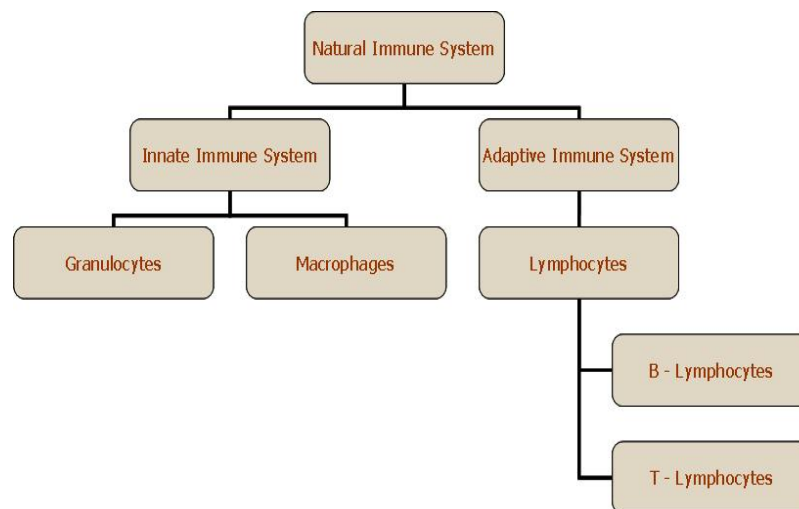 Natural Immune System
Innate Immune System
Adaptive Immune System
Granulocytes
Macrophages
Lymphocytes
B - Lymphocytes
T - Lymphocytes